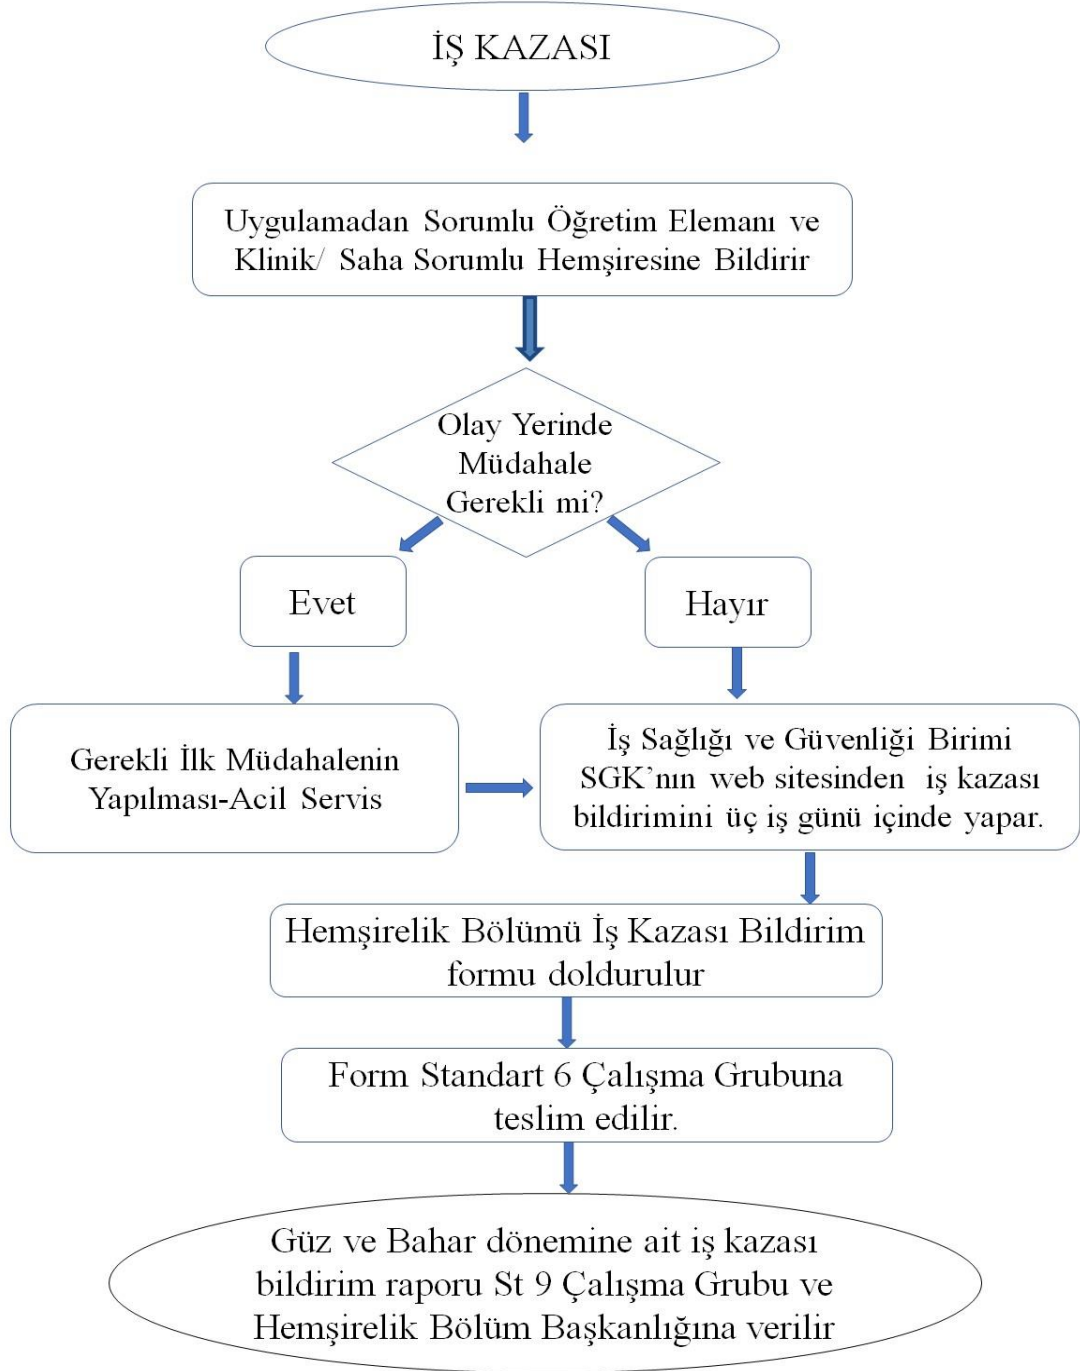 İŞ KAZASI
Uygulamadan Sorumlu Öğretim Elemanı ve
Klinik/ Saha Sorumlu Hemşiresine Bildirir
Olay Yerinde
Müdahale
Gerekli mi?
Evet
Hayır
Gerekli İlk Müdahalenin
Yapılması-Acil Servis
İş Sağlığı ve Güvenliği Birimi
SGK’nın web sitesinden iş kazası
bildirimini üç iş günü içinde yapar.
Hemşirelik Bölümü İş Kazası Bildirim
formu doldurulur
Form Standart 6 Çalışma Grubuna
teslim edilir.
Güz ve Bahar dönemine ait iş kazası
bildirim raporu St 9 Çalışma Grubu ve
Hemşirelik Bölüm Başkanlığına verilir